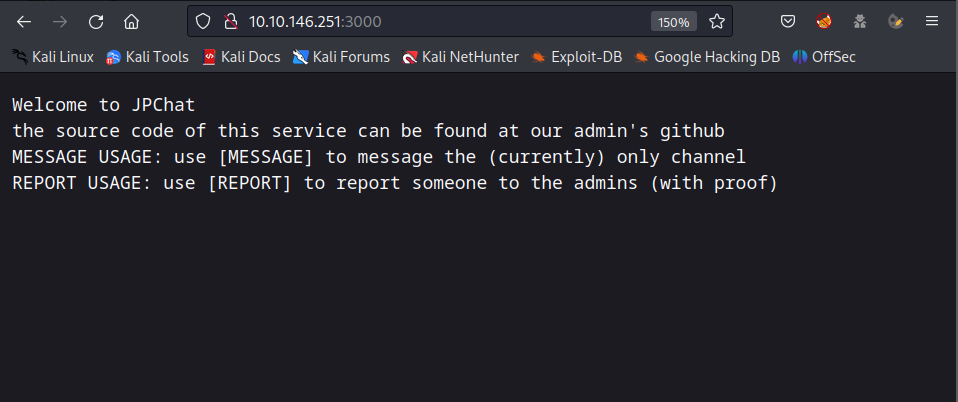 10.10.146.251:3000
150%
Kali Linux Kali Tools Kali Docs Kali Forums Kali NetHunter Exploit-DB Google Hacking DB OffSec
Welcome to JPChat
the source code of this service can be found at our admin's github
MESSAGE USAGE: use [MESSAGE] to message the (currently) only channel
REPORT USAGE: use [REPORT] to report someone to the admins (with proof)